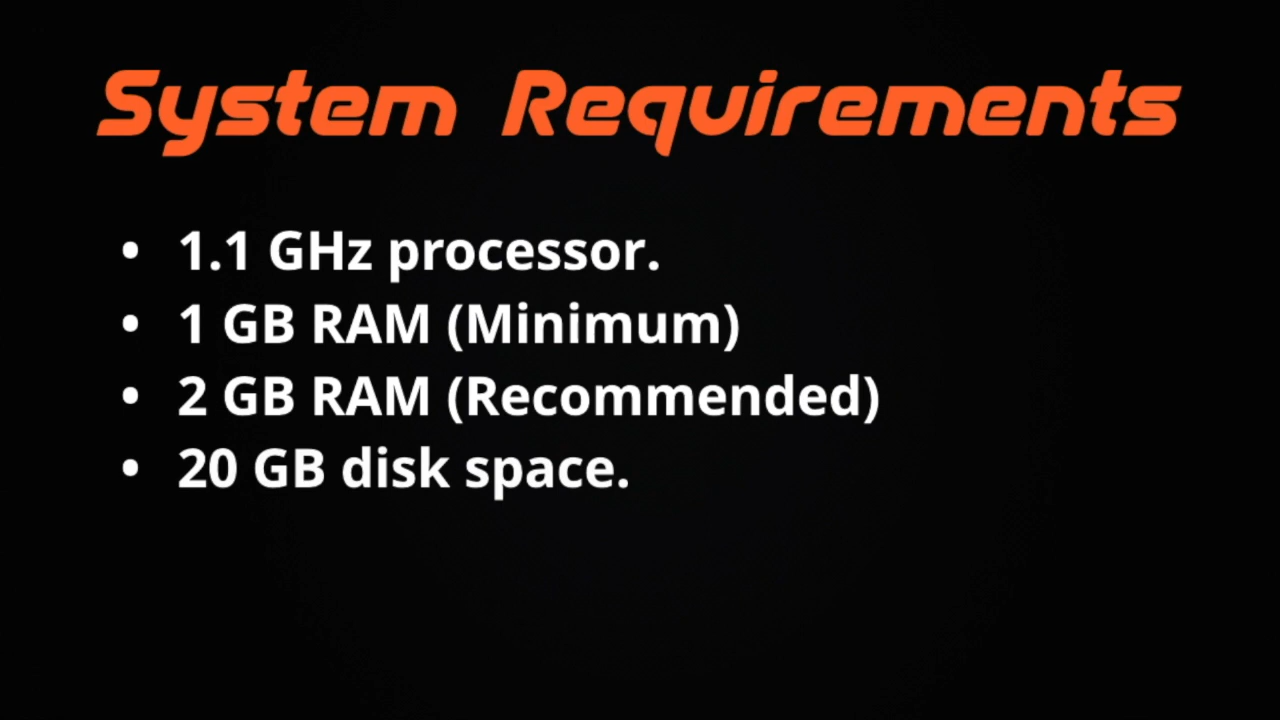 System Requirements
• 1.1 GHz processor.
• 1 GB RAM (Minimum)
• 2 GB RAM (Recommended)
• 20 GB disk space.